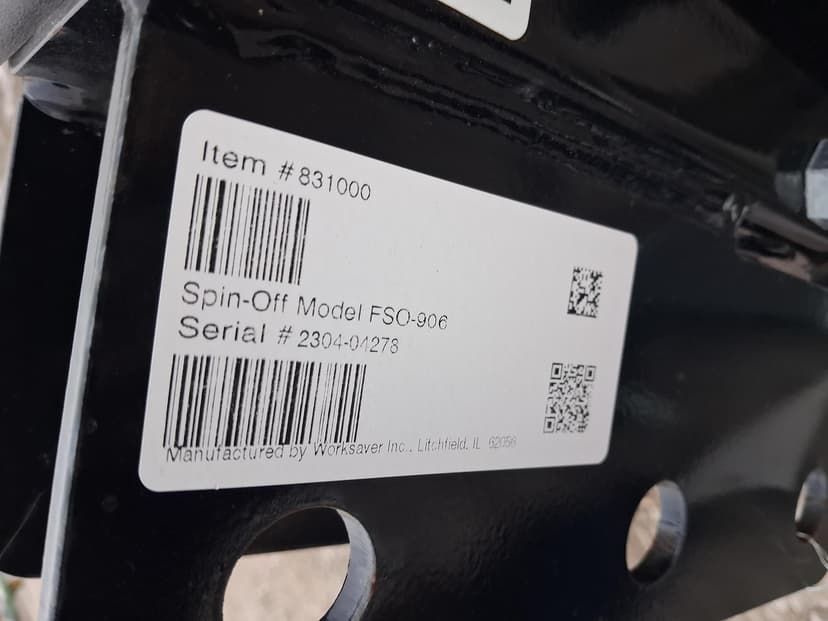 Item #831000
Spin-Off Model FSO-906
Serial # 2304-04278
Manufactured by Worksaver Inc., Litchfield, IL 62056